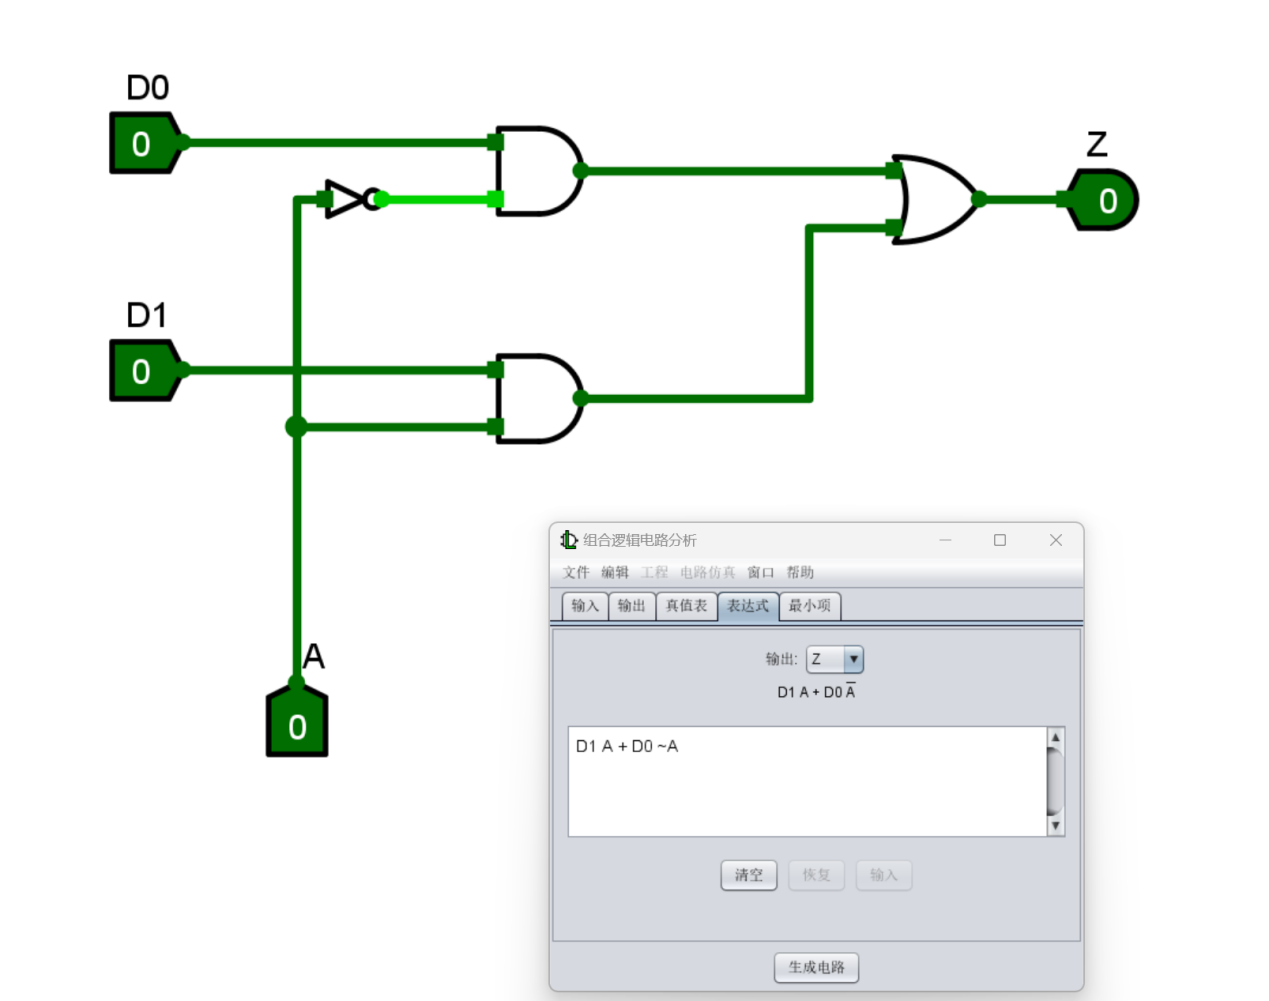 D0
0
Z
0
D1
0
A
0
组合逻辑电路分析
文件 编辑 工程 电路仿真 窗口 帮助
输入 输出 真值表 表达式 最小项
输出: Z
D1 A + D0 A̅
D1 A + D0 ~A
清空 恢复 输入
生成电路